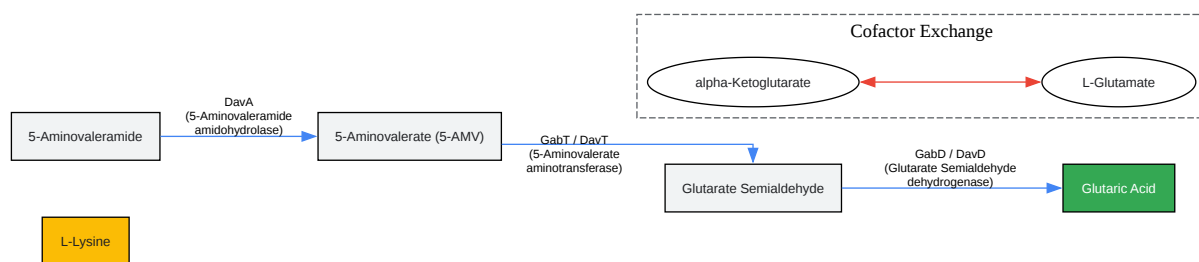 Cofactor Exchange
alpha-Ketoglutarate
L-Glutamate
DavA
(5-Aminovaleramide
amidohydrolase)
5-Aminovaleramide
5-Aminovalerate (5-AMV)
GabT / DavT
(5-Aminovalerate
aminotransferase)
GabD / DavD
(Glutarate Semialdehyde
dehydrogenase)
Glutarate Semialdehyde
Glutaric Acid
L-Lysine